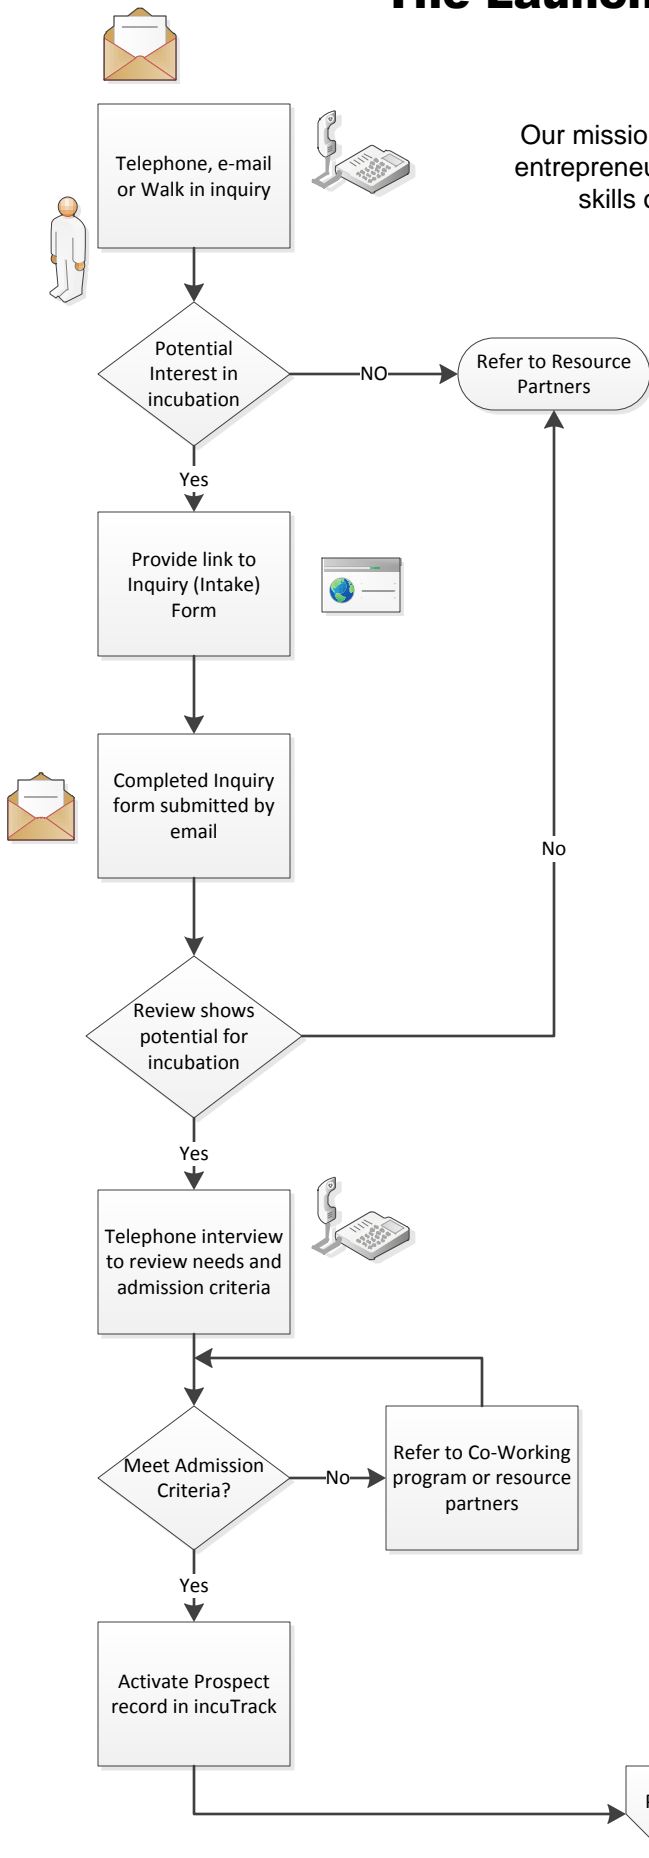 The Launch
Our missio
entrepreneu
skills
Telephone, e-mail
or Walk in inquiry
Potential
Interest in
incubation
NO
Refer to Resource
Partners
Yes
Provide link to
Inquiry (Intake)
Form
Completed Inquiry
form submitted by
email
No
Review shows
potential for
incubation
Yes
Telephone interview
to review needs and
admission criteria
Meet Admission
Criteria?
No
Refer to Co-Working
program or resource
partners
Yes
Activate Prospect
record in incuTrack